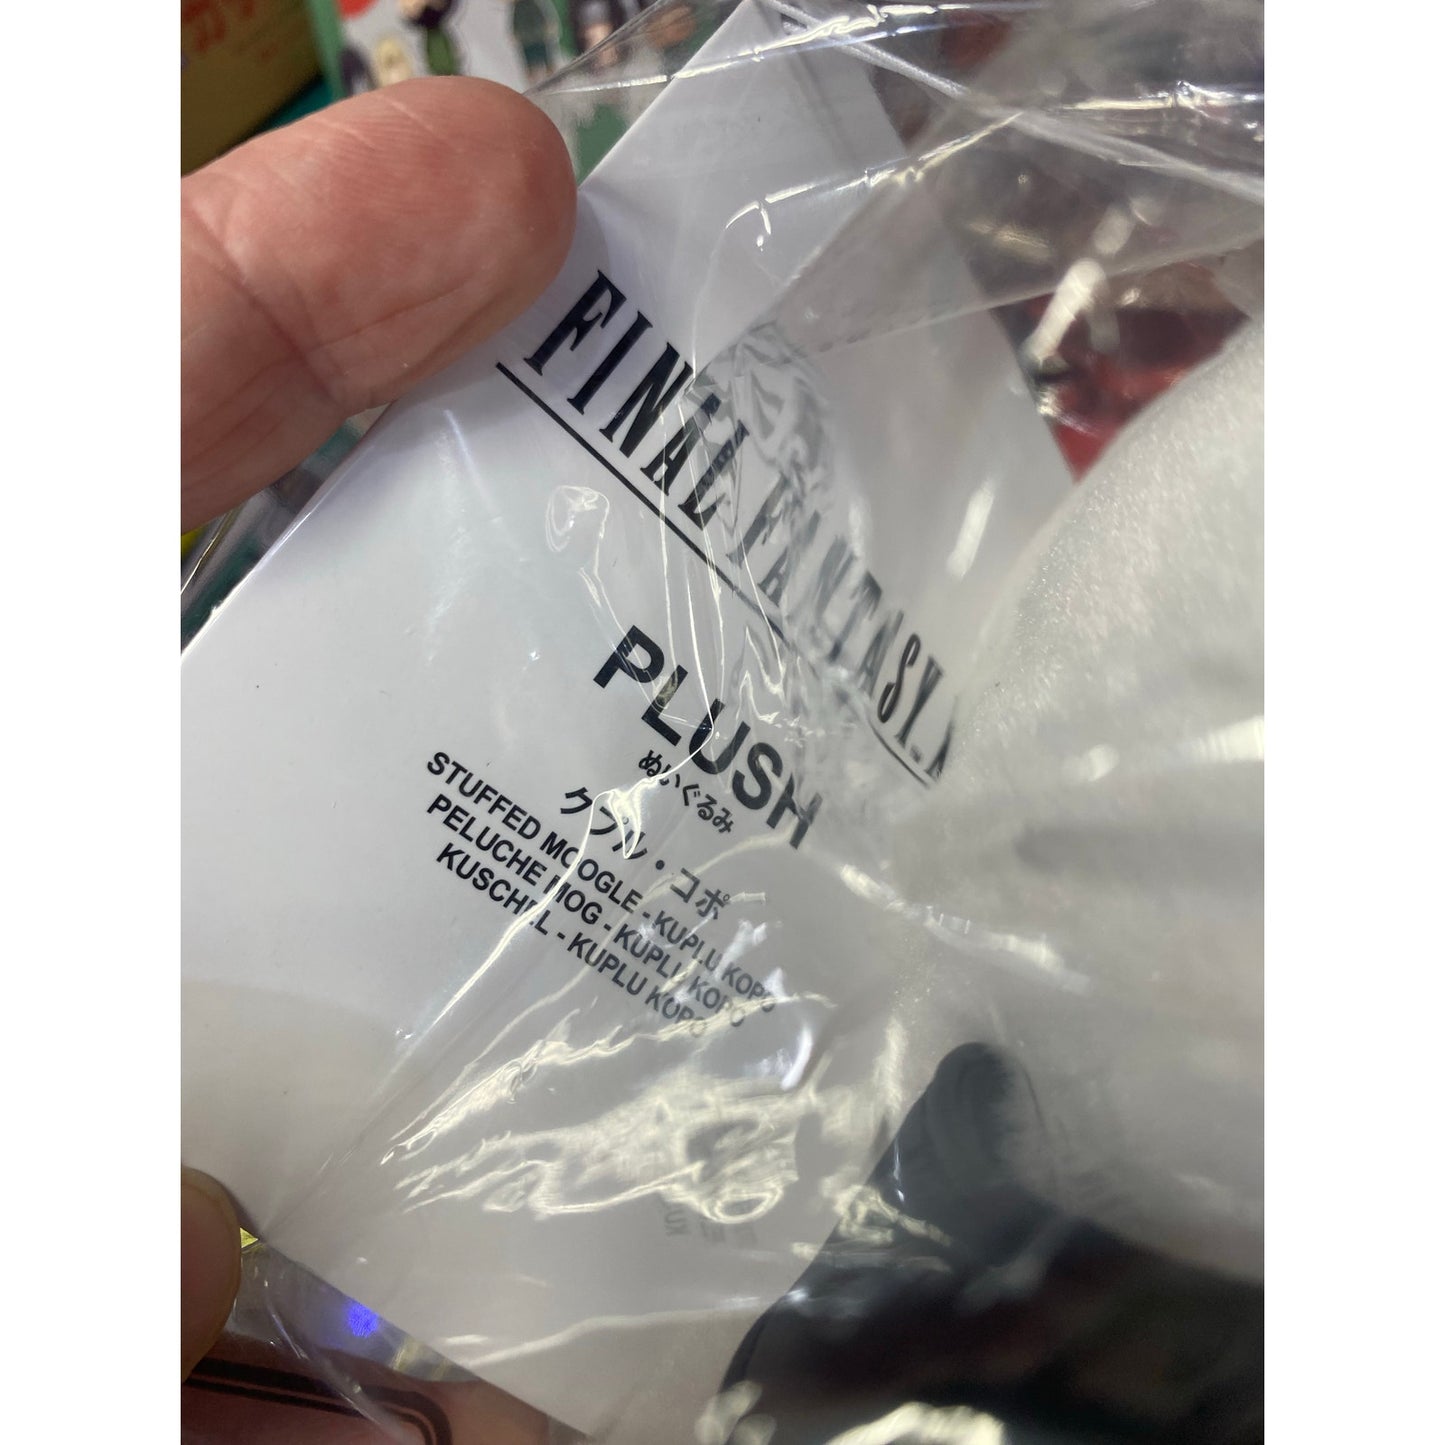 FINAL FANTASY
PLUSH
ぬいぐるみ
クプル・コポ
STUFFED MOOGLE - KUPLU KOPO
PELUCHE MOG - KUPLU KOPO
KUSCHEL - KUPLU KOPO